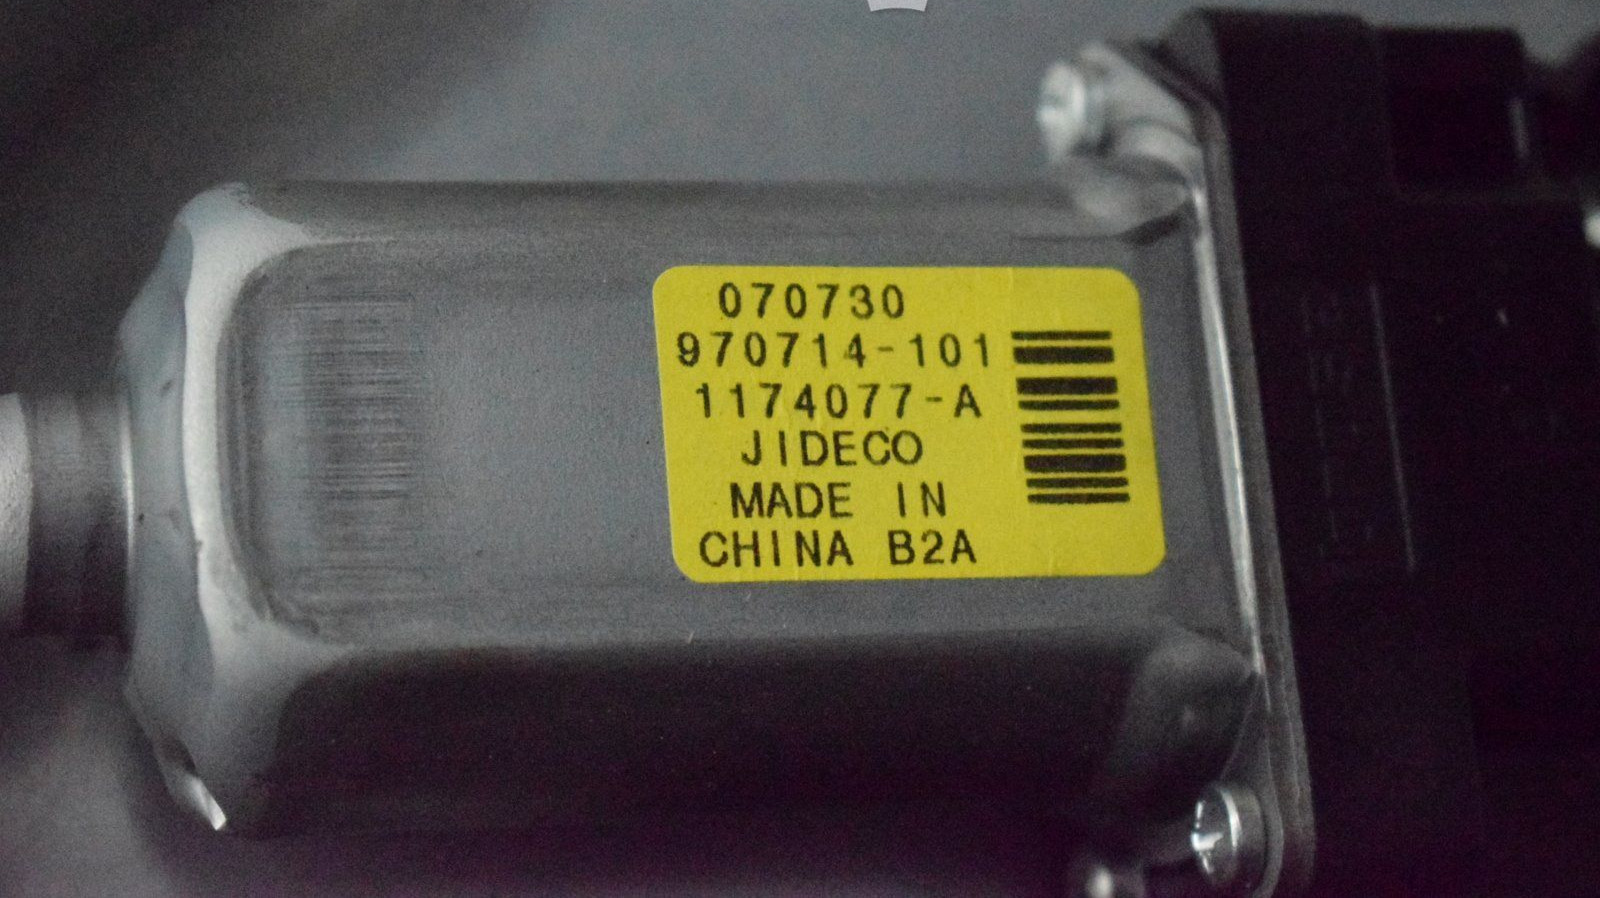 070730
970714-101
1174077-A
JIDECO
MADE IN
CHINA B2A